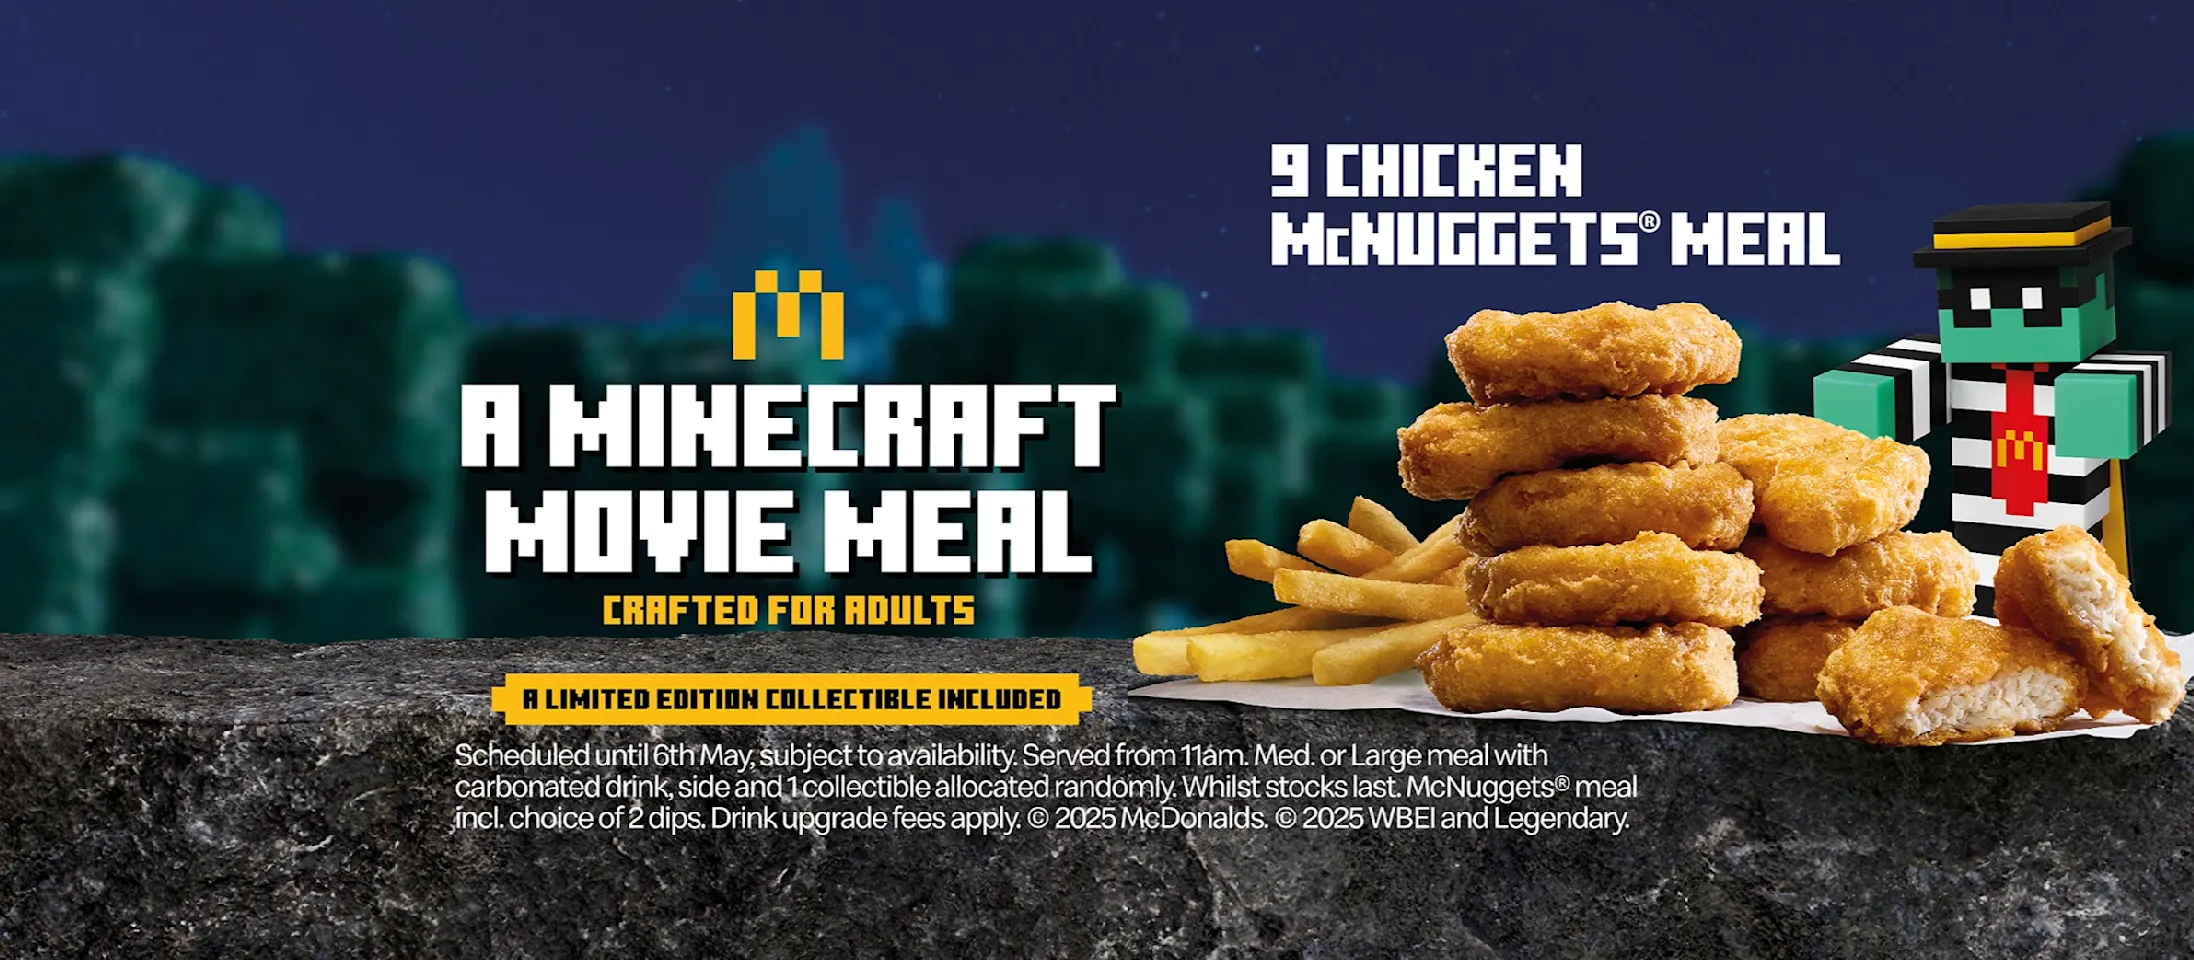 9 CHICKEN
McNUGGETS® MEAL
A MINECRAFT
MOVIE MEAL
CRAFTED FOR ADULTS
A LIMITED EDITION COLLECTIBLE INCLUDED
Scheduled until 6th May, subject to availability. Served from 11am. Med. or Large meal with
carbonated drink, side and 1 collectible allocated randomly. Whilst stocks last. McNuggets® meal
incl. choice of 2 dips. Drink upgrade fees apply. © 2025 McDonalds. © 2025 WBEI and Legendary.